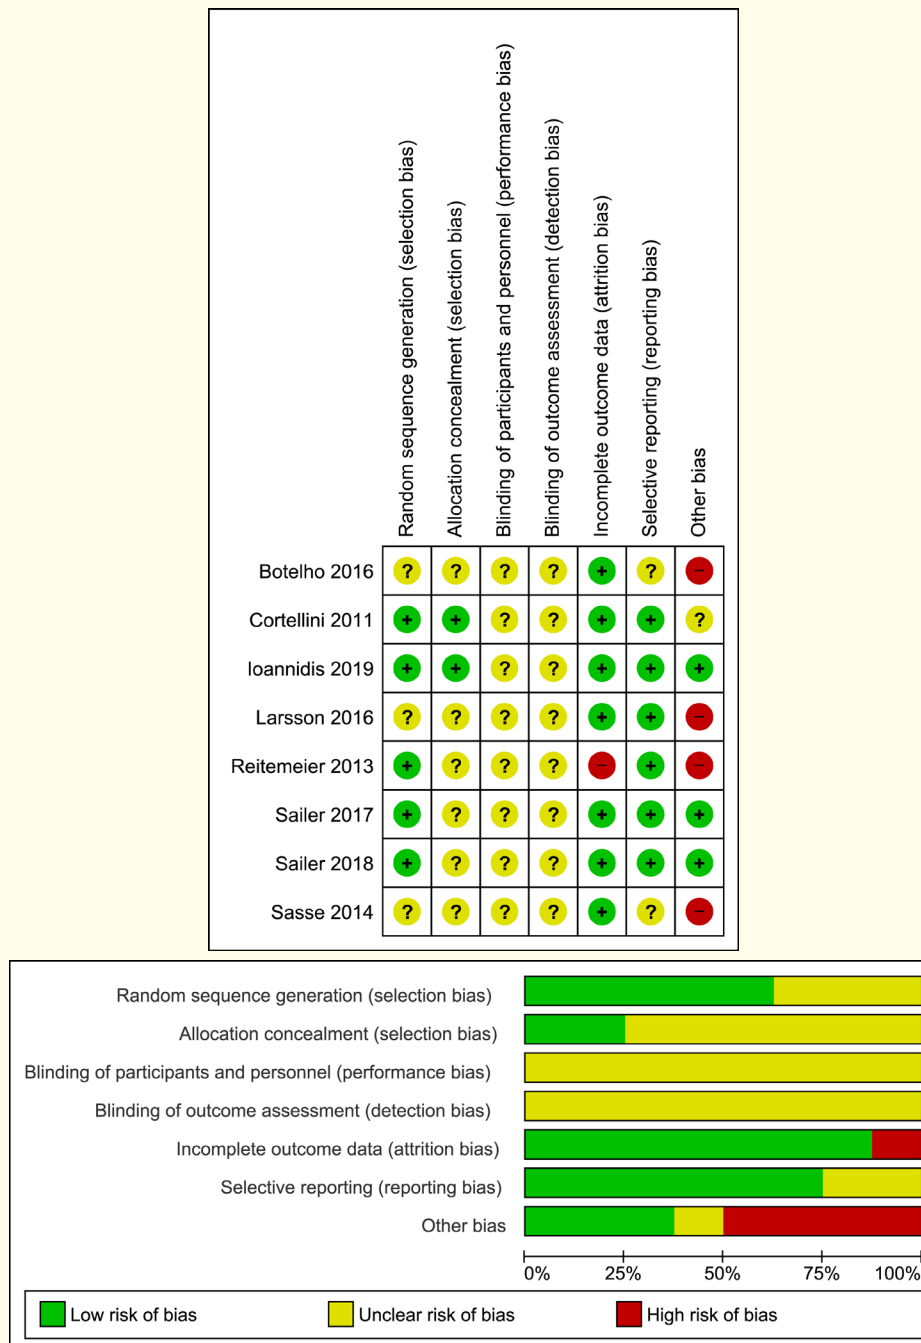 Random sequence generation (selection bias)
Allocation concealment (selection bias)
Blinding of participants and personnel (performance bias)
Blinding of outcome assessment (detection bias)
Incomplete outcome data (attrition bias)
Selective reporting (reporting bias)
Other bias
Botelho 2016 ? ? ? ? + ? −
Cortellini 2011 + + ? ? + + ?
Ioannidis 2019 + + ? ? + + +
Larsson 2016 ? ? ? ? + + −
Reitemeier 2013 + ? ? ? − + −
Sailer 2017 + ? ? ? + + +
Sailer 2018 + ? ? ? + + +
Sasse 2014 ? ? ? ? + ? −
Random sequence generation (selection bias)
Allocation concealment (selection bias)
Blinding of participants and personnel (performance bias)
Blinding of outcome assessment (detection bias)
Incomplete outcome data (attrition bias)
Selective reporting (reporting bias)
Other bias
0% 25% 50% 75% 100%
Low risk of bias Unclear risk of bias High risk of bias